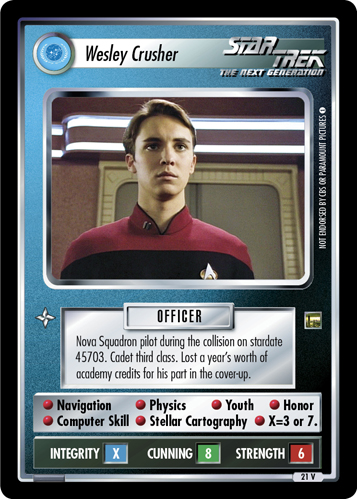 Wesley Crusher
STAR TREK
THE NEXT GENERATION
NOT ENDORSED BY CBS OR PARAMOUNT PICTURES
OFFICER
Nova Squadron pilot during the collision on stardate
45703. Cadet third class. Lost a year's worth of
academy credits for his part in the cover-up.
Navigation Physics Youth Honor
Computer Skill Stellar Cartography X=3 or 7.
INTEGRITY X CUNNING 8 STRENGTH 6
21 V